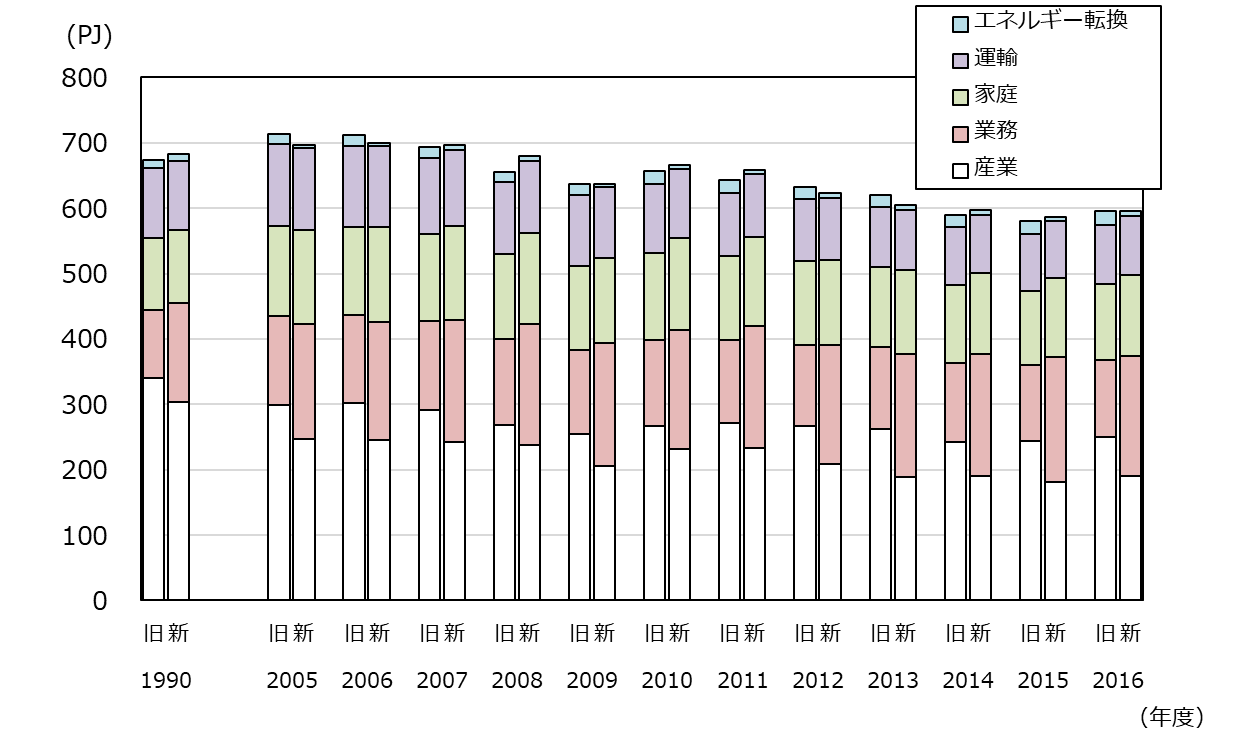 (PJ)
エネルギー転換
運輸
家庭
業務
産業
800
700
600
500
400
300
200
100
0
旧 新 旧 新 旧 新 旧 新 旧 新 旧 新 旧 新 旧 新 旧 新 旧 新 旧 新 旧 新 旧 新
1990 2005 2006 2007 2008 2009 2010 2011 2012 2013 2014 2015 2016
(年度)